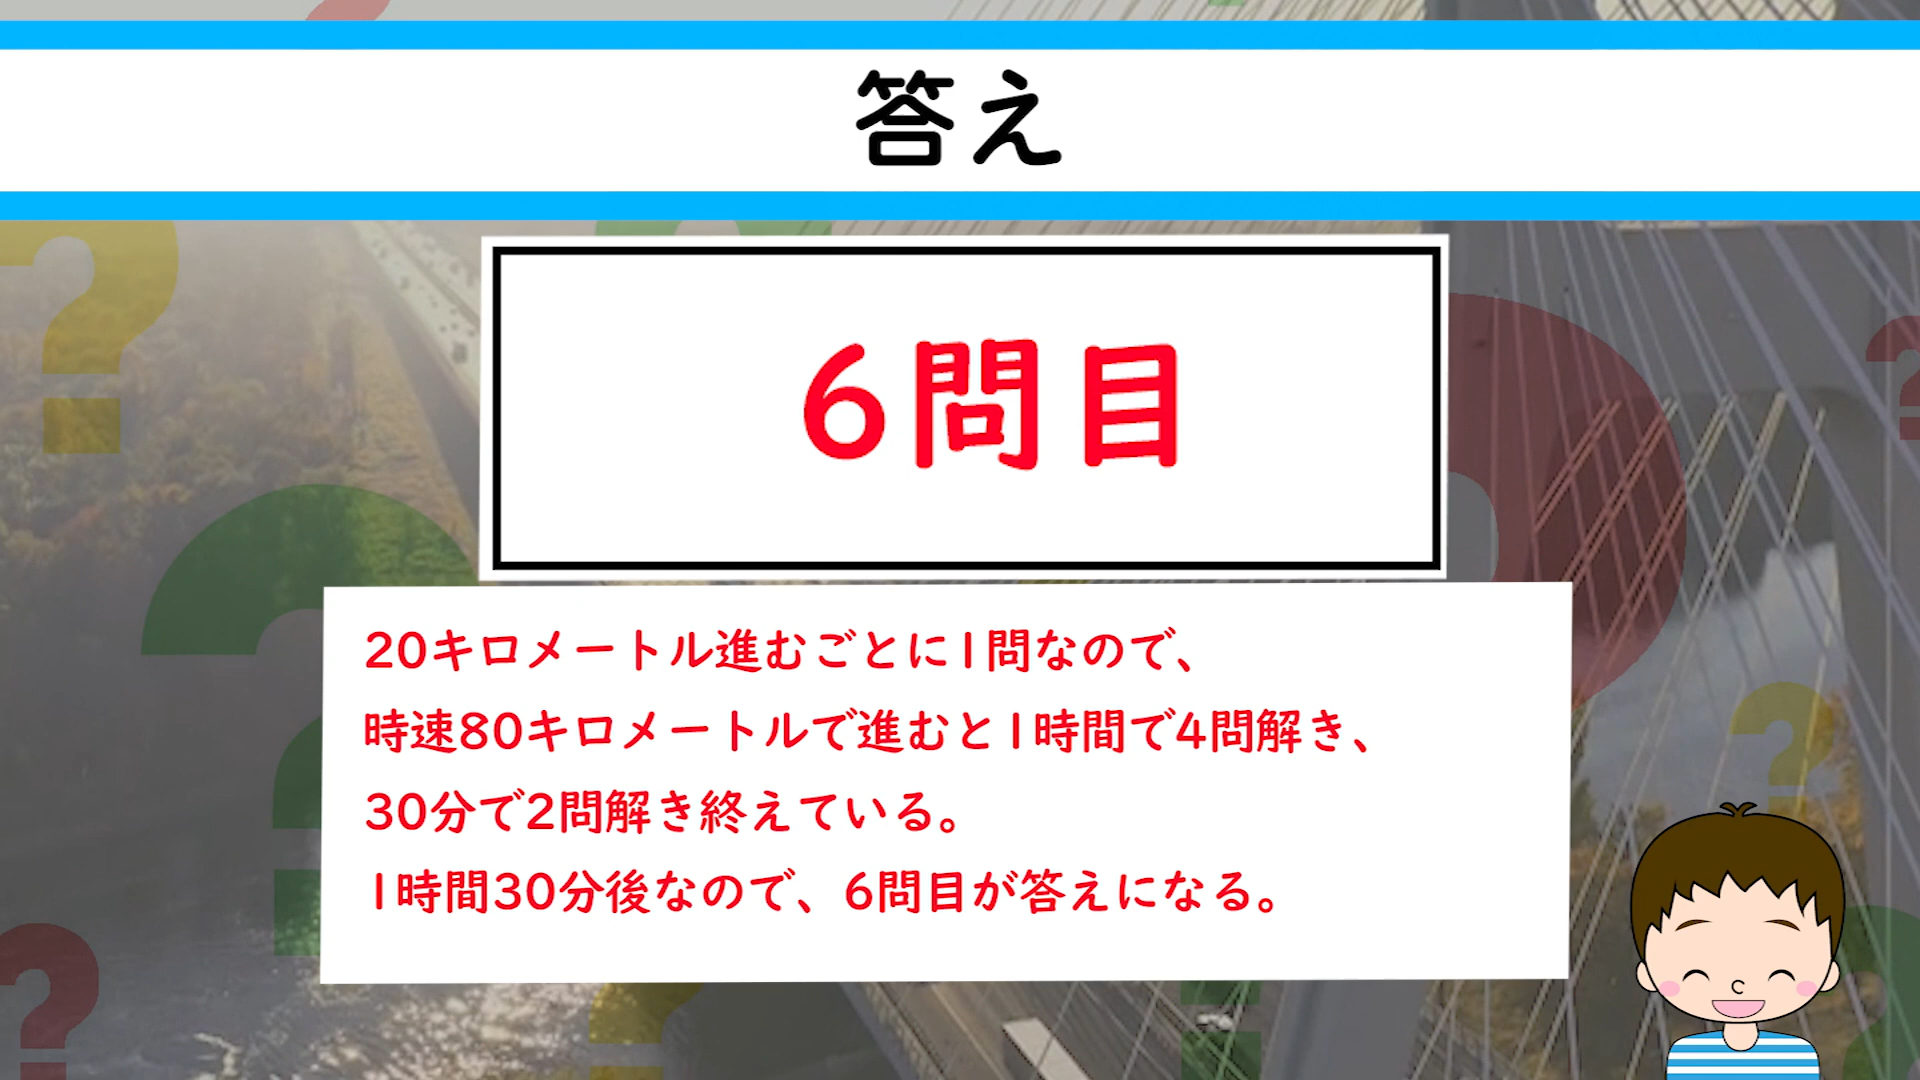 答え
6問目
20キロメートル進むごとに1問なので、
時速80キロメートルで進むと1時間で4問解き、
30分で2問解き終えている。
1時間30分後なので、6問目が答えになる。